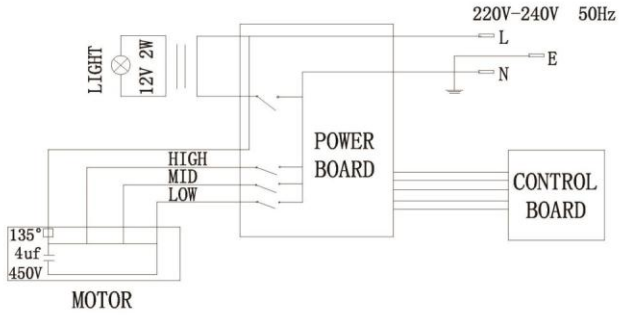 220V-240V 50Hz
L
E
N
LIGHT
12V 2W
POWER
BOARD
HIGH
MID
LOW
CONTROL
BOARD
135°
4uf
450V
MOTOR